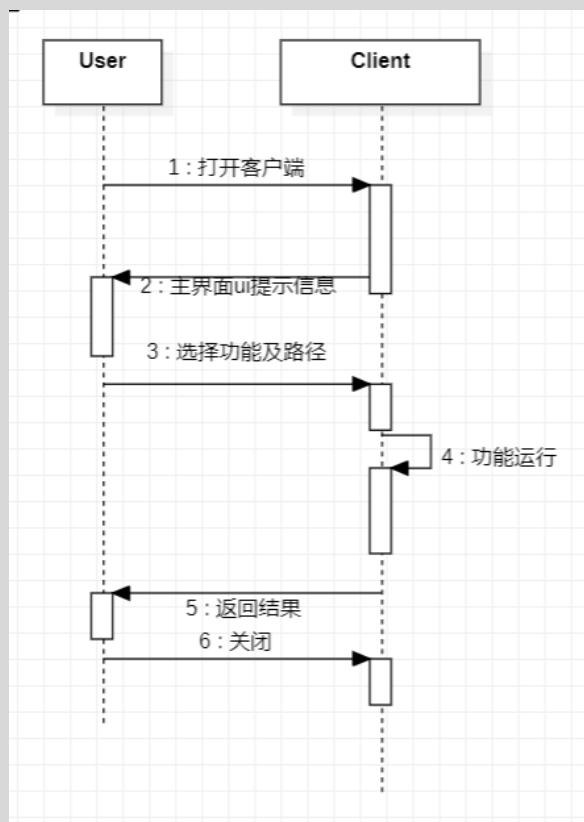 User
Client
1 : 打开客户端
2 : 主界面ui提示信息
3 : 选择功能及路径
4 : 功能运行
5 : 返回结果
6 : 关闭